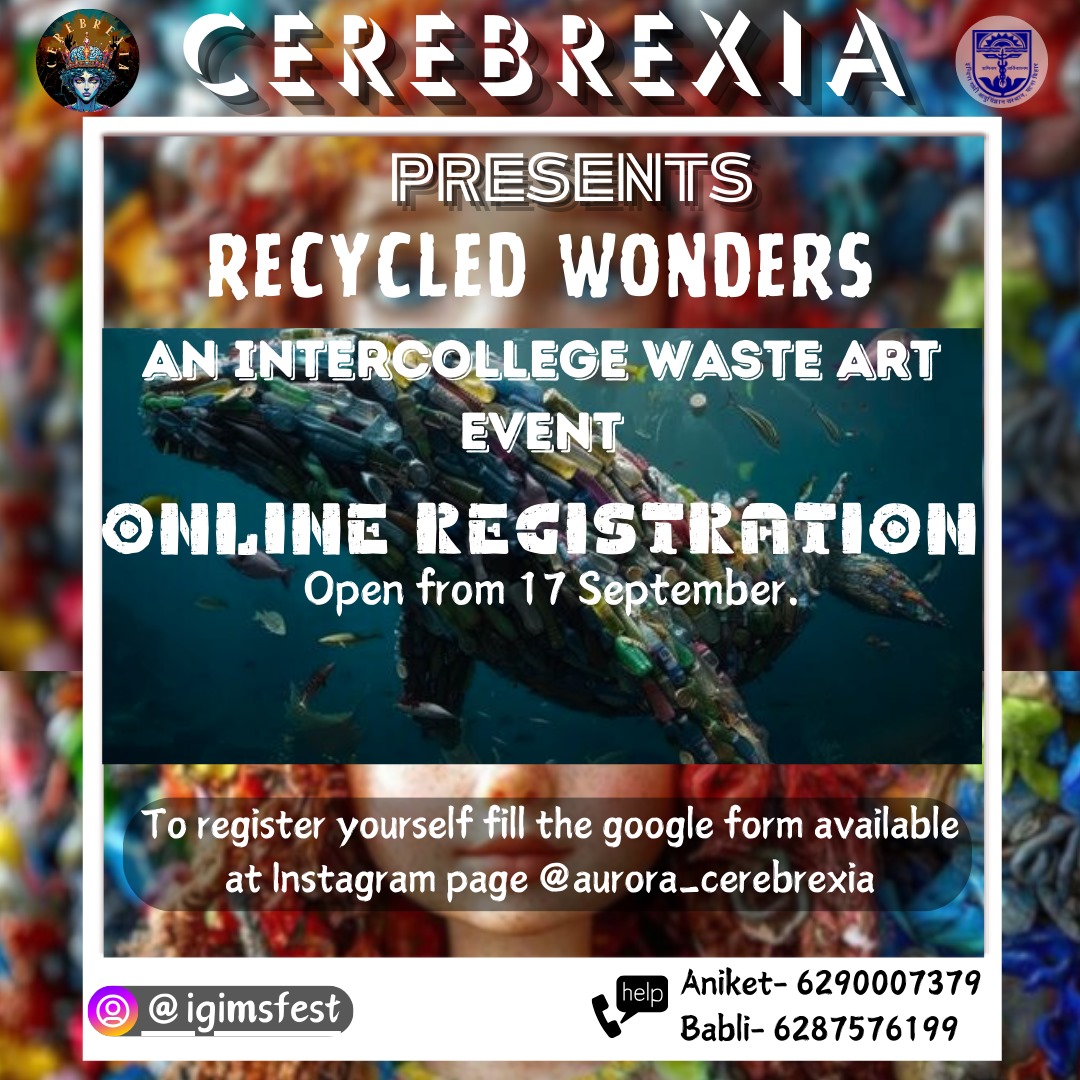 CEREBREXIA
CEREBREXIA
PRESENTS
RECYCLED WONDERS
AN INTERCOLLEGE WASTE ART
EVENT
ONLINE REGISTRATION
Open from 17 September.
To register yourself fill the google form available
at Instagram page @aurora_cerebrexia
@igimsfest
help
Aniket- 6290007379
Babli- 6287576199